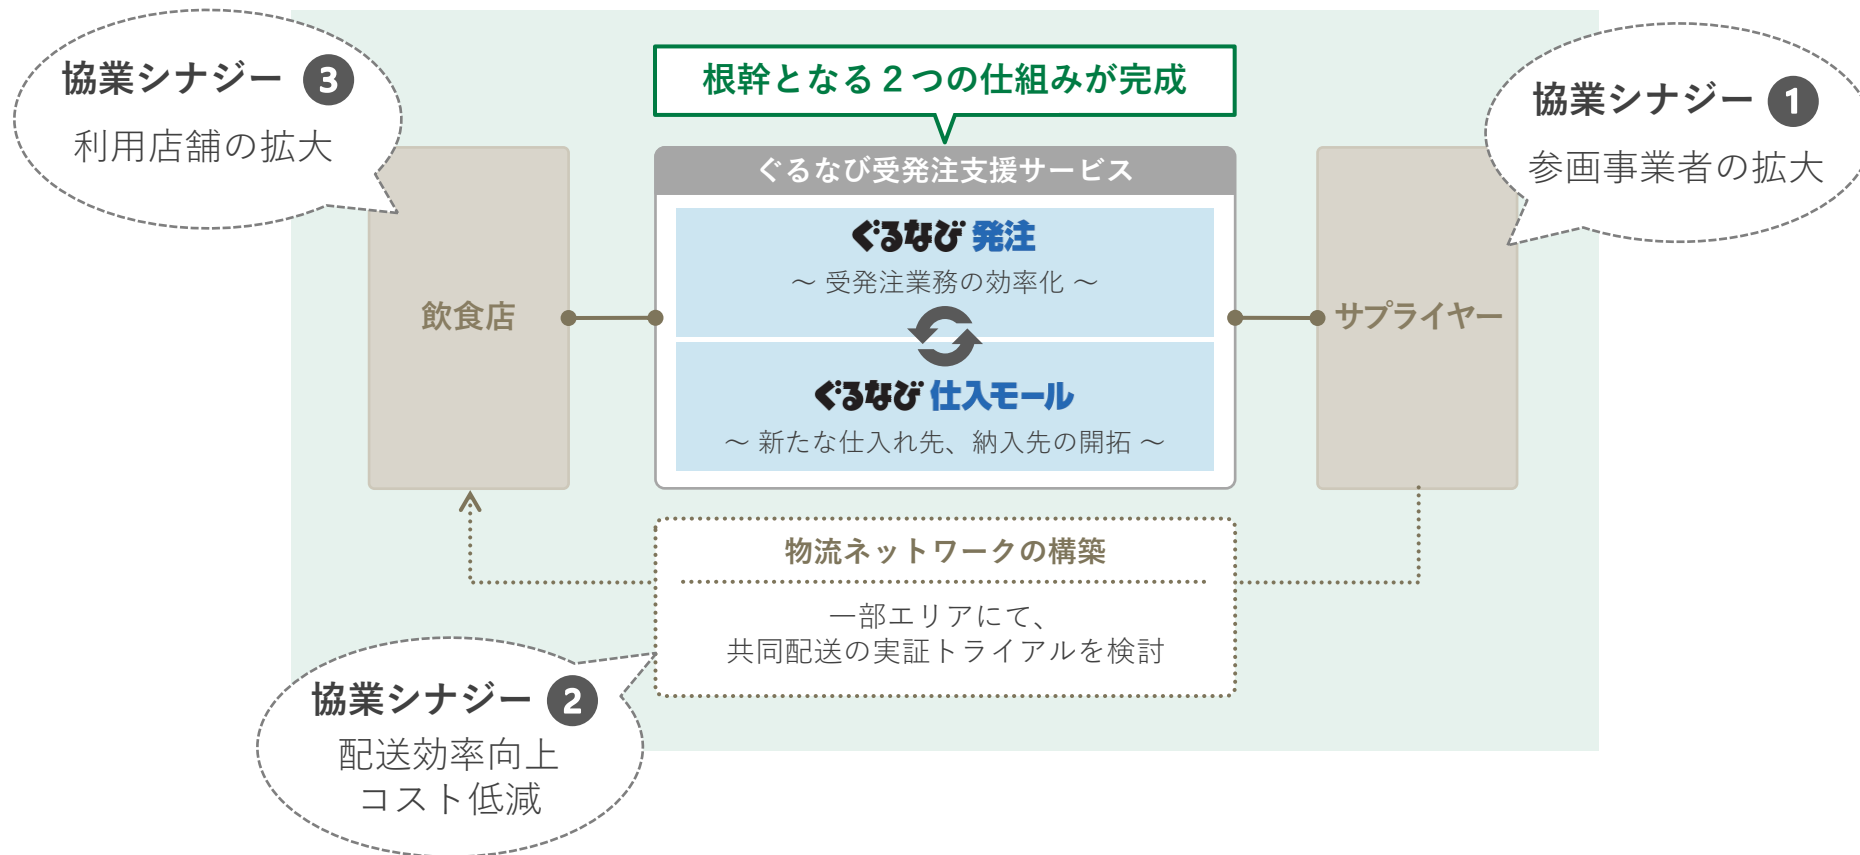 協業シナジー 3
利用店舗の拡大
根幹となる２つの仕組みが完成
協業シナジー 1
参画事業者の拡大
ぐるなび受発注支援サービス
ぐるなび 発注
～ 受発注業務の効率化 ～
飲食店
サプライヤー
ぐるなび 仕入モール
～ 新たな仕入れ先、納入先の開拓 ～
物流ネットワークの構築
一部エリアにて、
共同配送の実証トライアルを検討
協業シナジー 2
配送効率向上
コスト低減